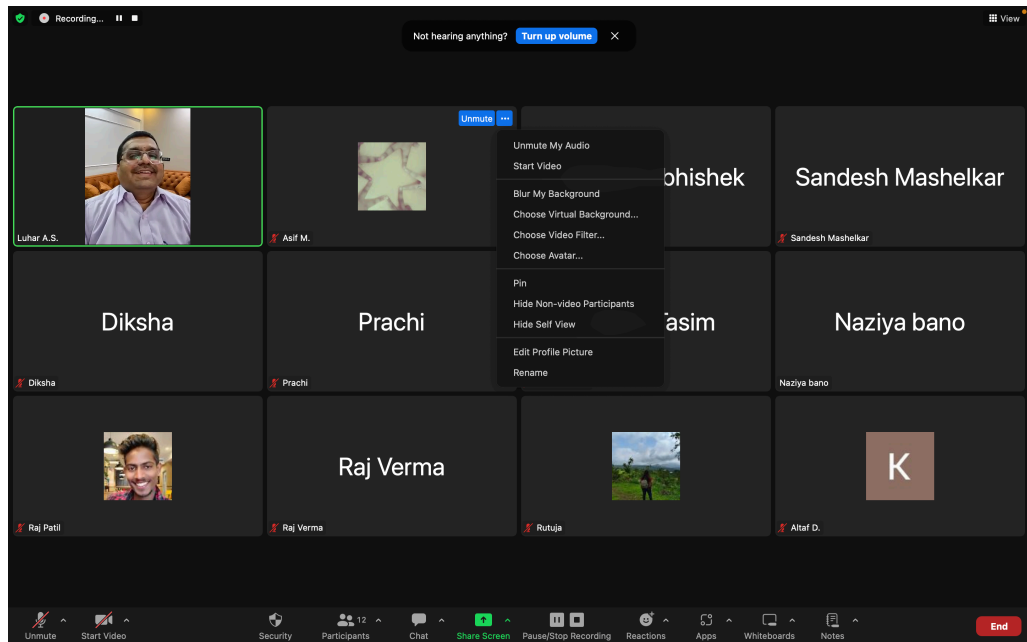 Recording...
View
Not hearing anything? Turn up volume
Unmute
Luhar A.S.
Asif M.
bhishek
Sandesh Mashelkar
Sandesh Mashelkar
Unmute My Audio
Start Video
Blur My Background
Choose Virtual Background...
Choose Video Filter...
Choose Avatar...
Pin
Hide Non-video Participants
Hide Self View
Edit Profile Picture
Rename
Diksha
Diksha
Prachi
Prachi
asim
Naziya bano
Naziya bano
Raj Patil
Raj Verma
Raj Verma
Rutuja
K
Altaf D.
Unmute
Start Video
Security
12
Participants
Chat
Share Screen
Pause/Stop Recording
Reactions
Apps
Whiteboards
Notes
End